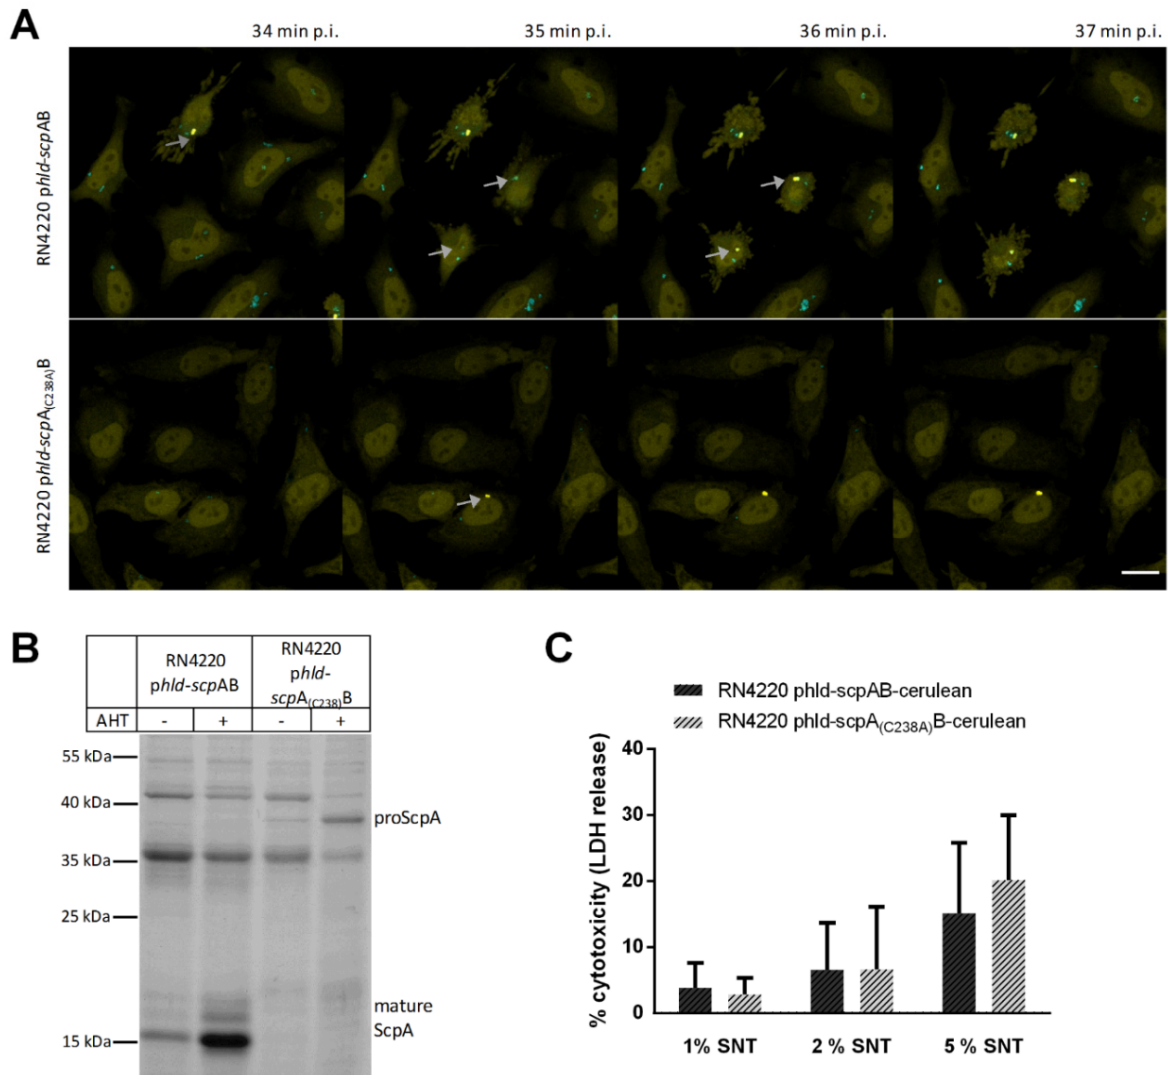 A
34 min p.i.
35 min p.i.
36 min p.i.
37 min p.i.
RN4220 phld-scpAB
RN4220 phld-scpA(C238A)B
B
RN4220
phld-scpAB
RN4220
phld-
scpA(C238)B
AHT
-
+
-
+
55 kDa
40 kDa
35 kDa
25 kDa
15 kDa
proScpA
mature
ScpA
C
RN4220 phld-scpAB-cerulean
RN4220 phld-scpA(C238A)B-cerulean
% cytotoxicity (LDH release)
40
30
20
10
0
1% SNT
2 % SNT
5 % SNT